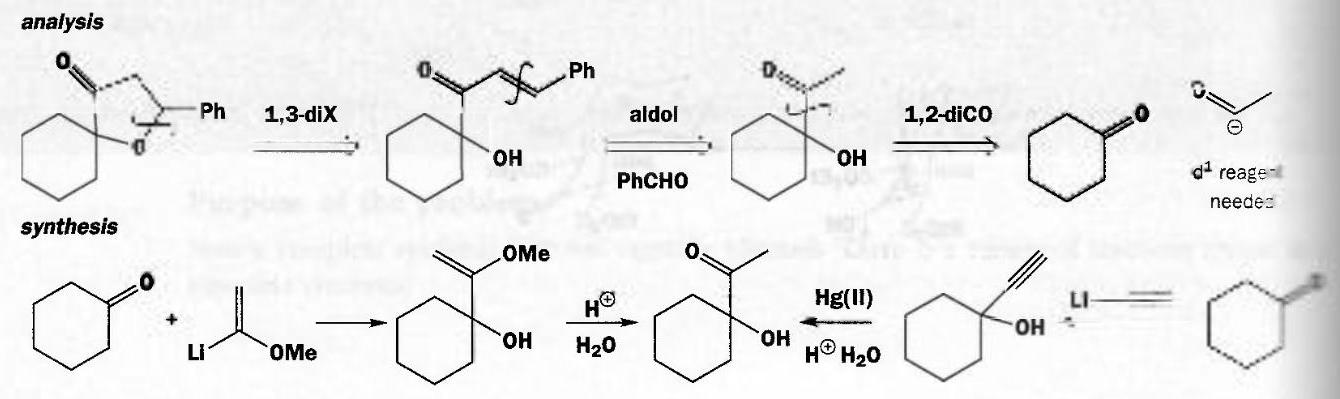 analysis
O
Ph
O
1,3-diX
O
Ph
OH
aldol
PhCHO
O
OH
1,2-diCO
O
O
⊖
d¹ reagent
needed
synthesis
O
+
Li
OMe
OMe
OH
H⊕
H₂O
O
OH
Hg(II)
H⊕ H₂O
OH
Li
O